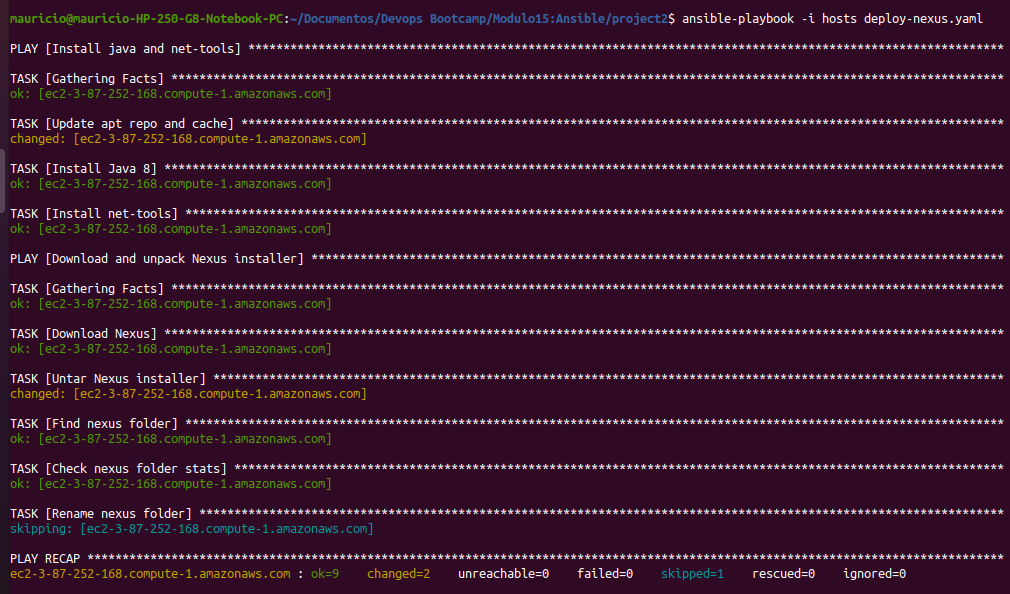 mauricio@mauricio-HP-250-G8-Notebook-PC:~/Documentos/Devops Bootcamp/Modulo15:Ansible/project2$ ansible-playbook -i hosts deploy-nexus.yaml
PLAY [Install java and net-tools] ************************************************************************************************************
TASK [Gathering Facts] ***********************************************************************************************************************
ok: [ec2-3-87-252-168.compute-1.amazonaws.com]
TASK [Update apt repo and cache] *************************************************************************************************************
changed: [ec2-3-87-252-168.compute-1.amazonaws.com]
TASK [Install Java 8] ************************************************************************************************************************
ok: [ec2-3-87-252-168.compute-1.amazonaws.com]
TASK [Install net-tools] *********************************************************************************************************************
ok: [ec2-3-87-252-168.compute-1.amazonaws.com]
PLAY [Download and unpack Nexus installer] ***************************************************************************************************
TASK [Gathering Facts] ***********************************************************************************************************************
ok: [ec2-3-87-252-168.compute-1.amazonaws.com]
TASK [Download Nexus] ************************************************************************************************************************
ok: [ec2-3-87-252-168.compute-1.amazonaws.com]
TASK [Untar Nexus installer] *****************************************************************************************************************
changed: [ec2-3-87-252-168.compute-1.amazonaws.com]
TASK [Find nexus folder] *********************************************************************************************************************
ok: [ec2-3-87-252-168.compute-1.amazonaws.com]
TASK [Check nexus folder stats] **************************************************************************************************************
ok: [ec2-3-87-252-168.compute-1.amazonaws.com]
TASK [Rename nexus folder] *******************************************************************************************************************
skipping: [ec2-3-87-252-168.compute-1.amazonaws.com]
PLAY RECAP ***********************************************************************************************************************************
ec2-3-87-252-168.compute-1.amazonaws.com : ok=9    changed=2    unreachable=0    failed=0    skipped=1    rescued=0    ignored=0